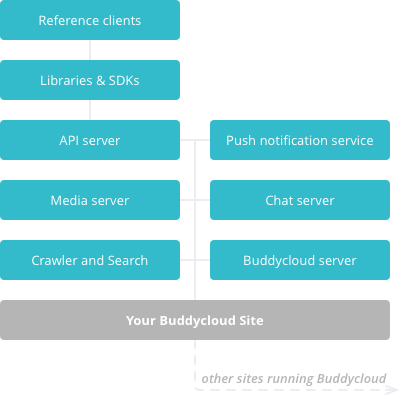 Reference clients
Libraries & SDKs
API server
Push notification service
Media server
Chat server
Crawler and Search
Buddycloud server
Your Buddycloud Site
other sites running Buddycloud